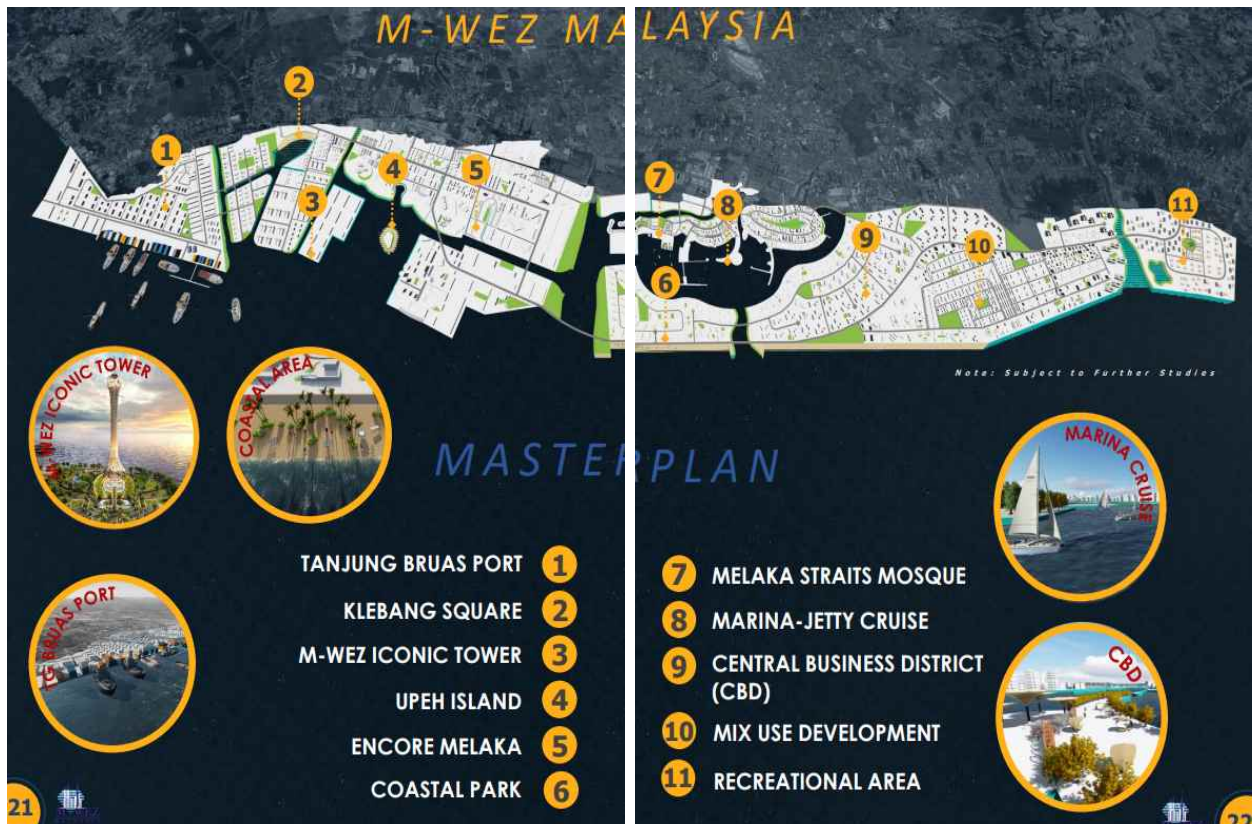 M-WEZ MALAYSIA
2
1
4
5
3
7
8
9
10
11
6
Note: Subject to Further Studies
M-WEZ ICONIC TOWER
COASTAL AREA
MASTERPLAN
MARINA CRUISE
TG BRUAS PORT
CBD
TANJUNG BRUAS PORT 1
KLEBANG SQUARE 2
M-WEZ ICONIC TOWER 3
UPEH ISLAND 4
ENCORE MELAKA 5
COASTAL PARK 6
7 MELAKA STRAITS MOSQUE
8 MARINA-JETTY CRUISE
9 CENTRAL BUSINESS DISTRICT
(CBD)
10 MIX USE DEVELOPMENT
11 RECREATIONAL AREA
21
22